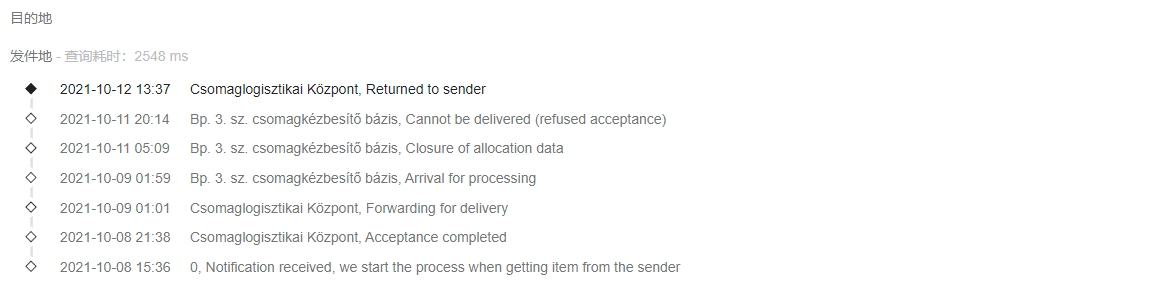 目的地
发件地 - 查询耗时：2548 ms
2021-10-12 13:37 Csomaglogisztikai Központ, Returned to sender
2021-10-11 20:14 Bp. 3. sz. csomagkézbesítő bázis, Cannot be delivered (refused acceptance)
2021-10-11 05:09 Bp. 3. sz. csomagkézbesítő bázis, Closure of allocation data
2021-10-09 01:59 Bp. 3. sz. csomagkézbesítő bázis, Arrival for processing
2021-10-09 01:01 Csomaglogisztikai Központ, Forwarding for delivery
2021-10-08 21:38 Csomaglogisztikai Központ, Acceptance completed
2021-10-08 15:36 0, Notification received, we start the process when getting item from the sender